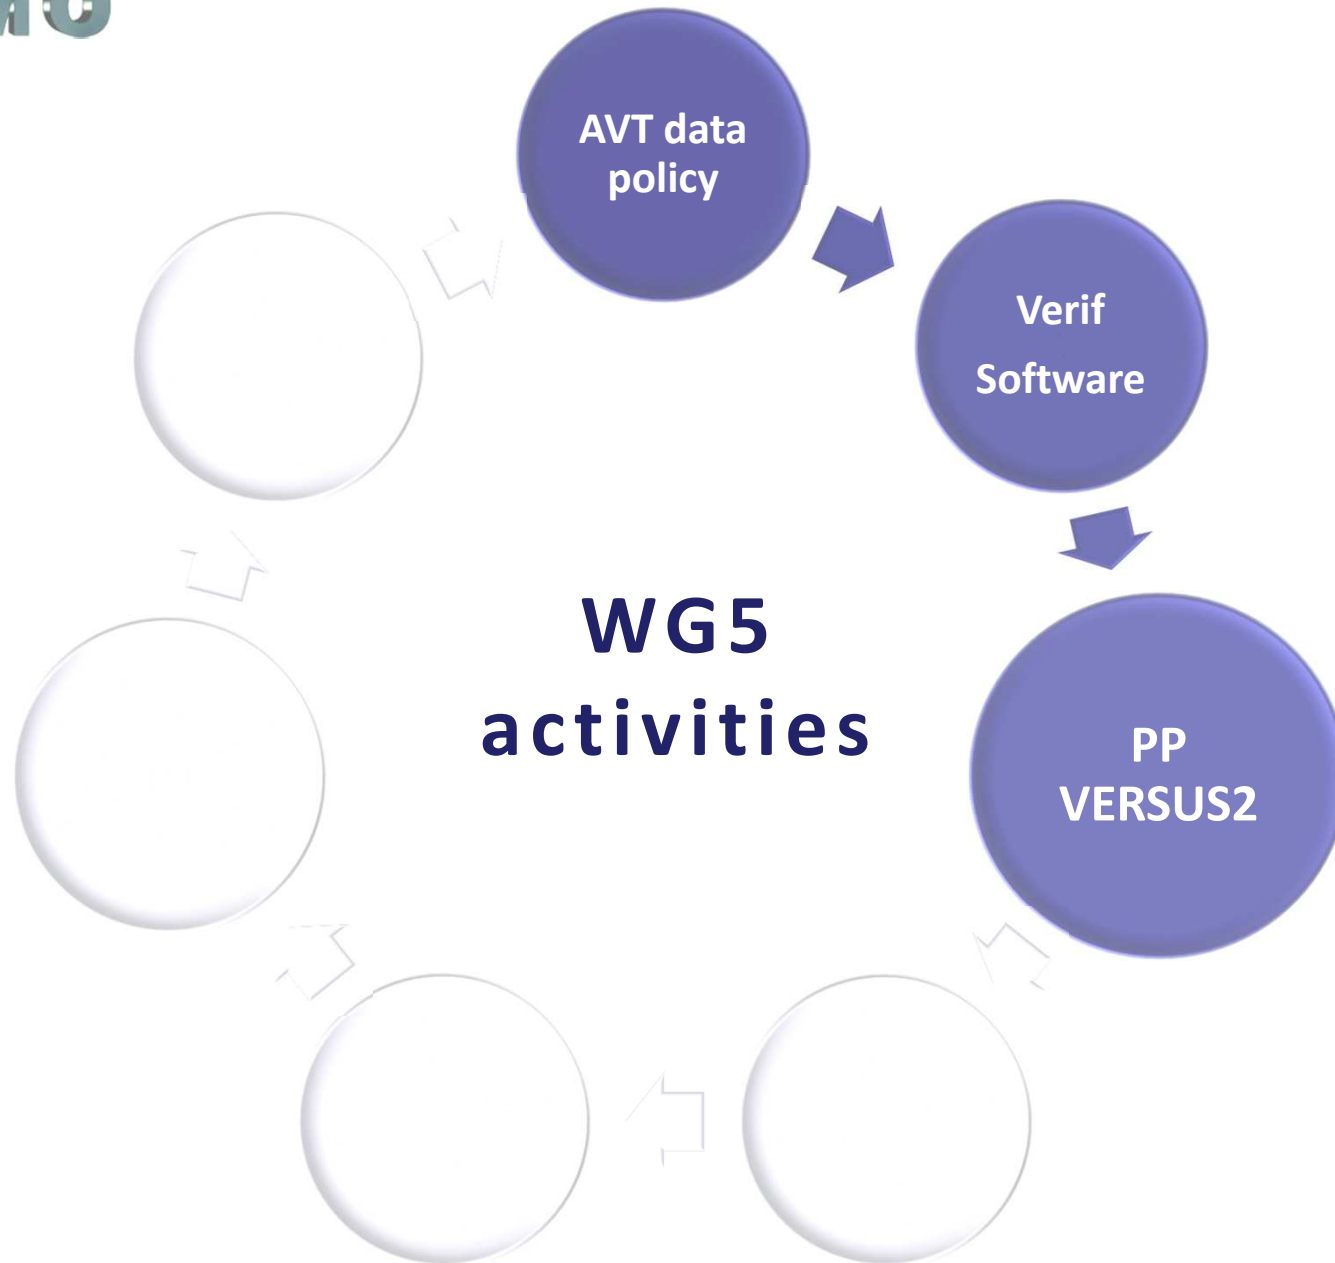 AVT data
policy
Verif
Software
WG5
activities
PP
VERSUS2